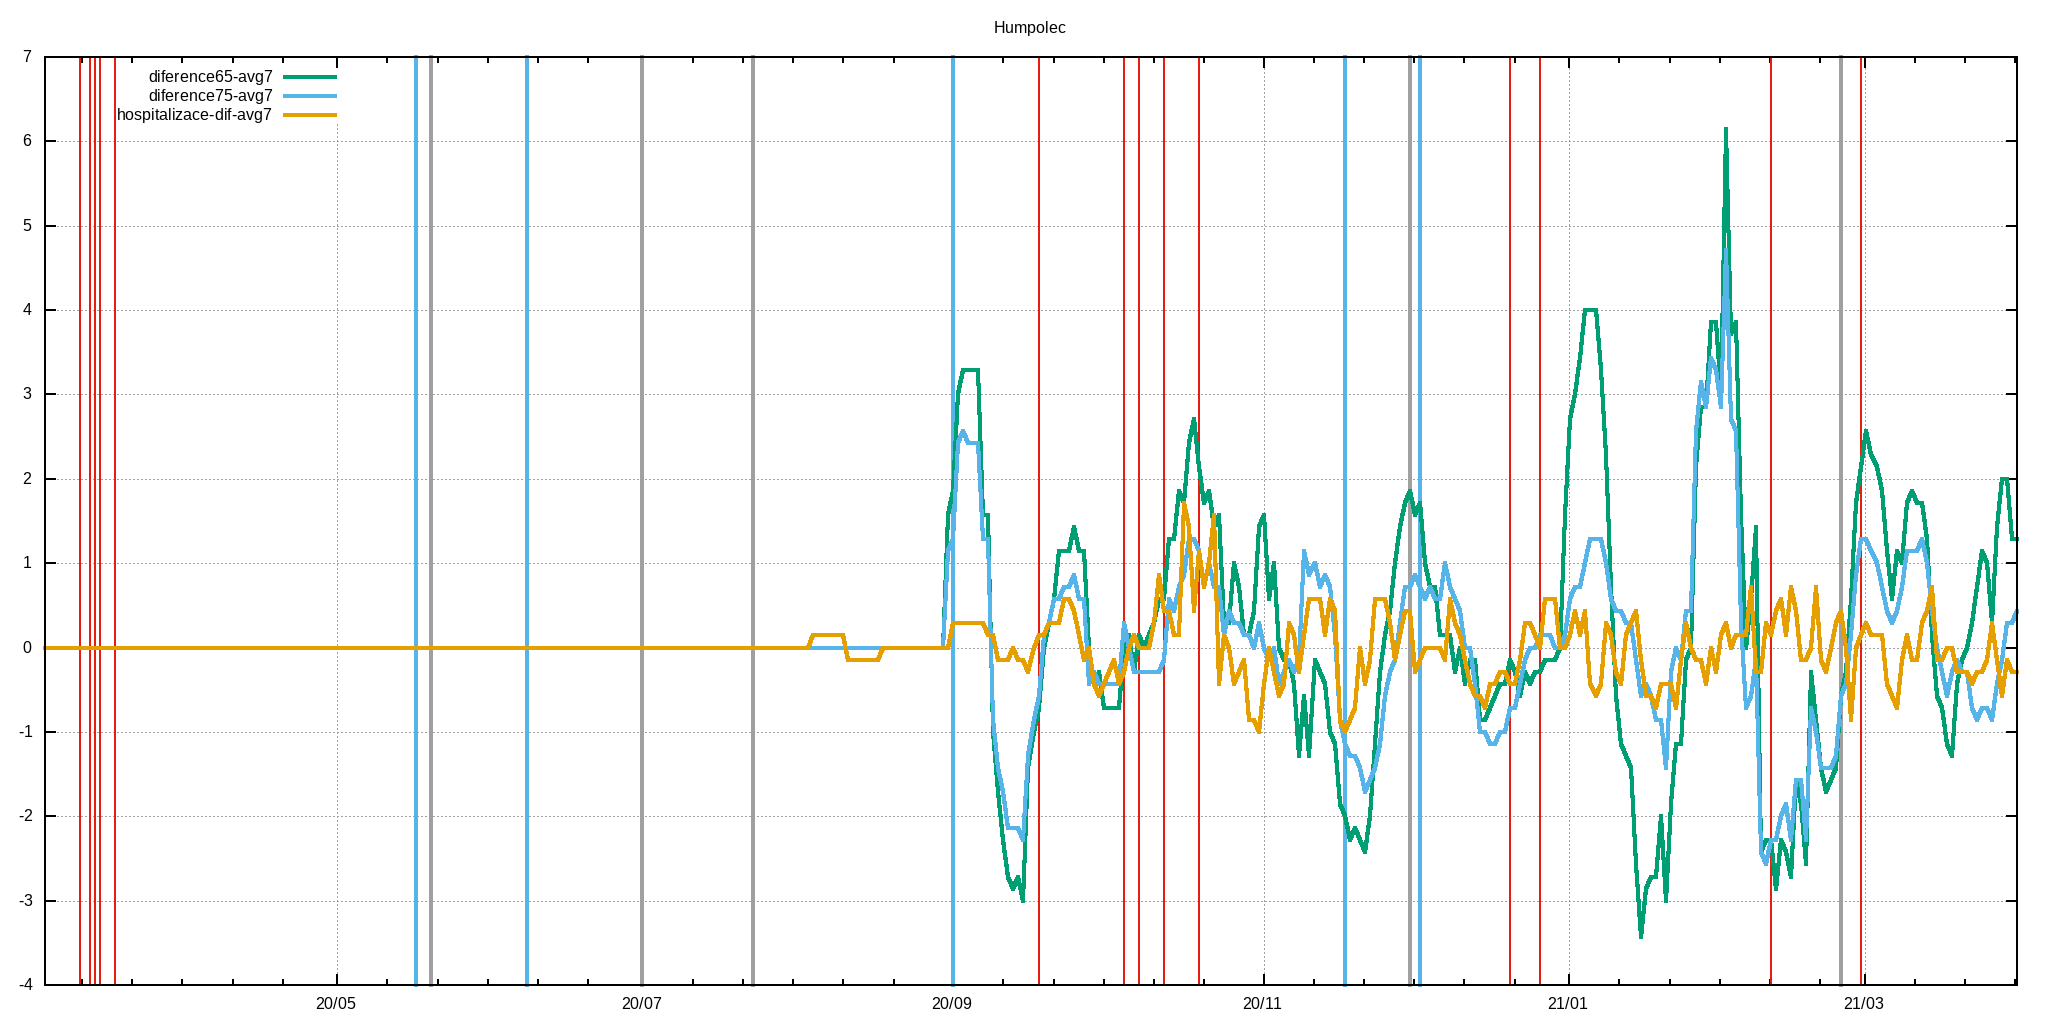 Humpolec
7
diference65-avg7
diference75-avg7
hospitalizace-dif-avg7
6
5
4
3
2
1
0
-1
-2
-3
-4
20/05 20/07 20/09 20/11 21/01 21/03